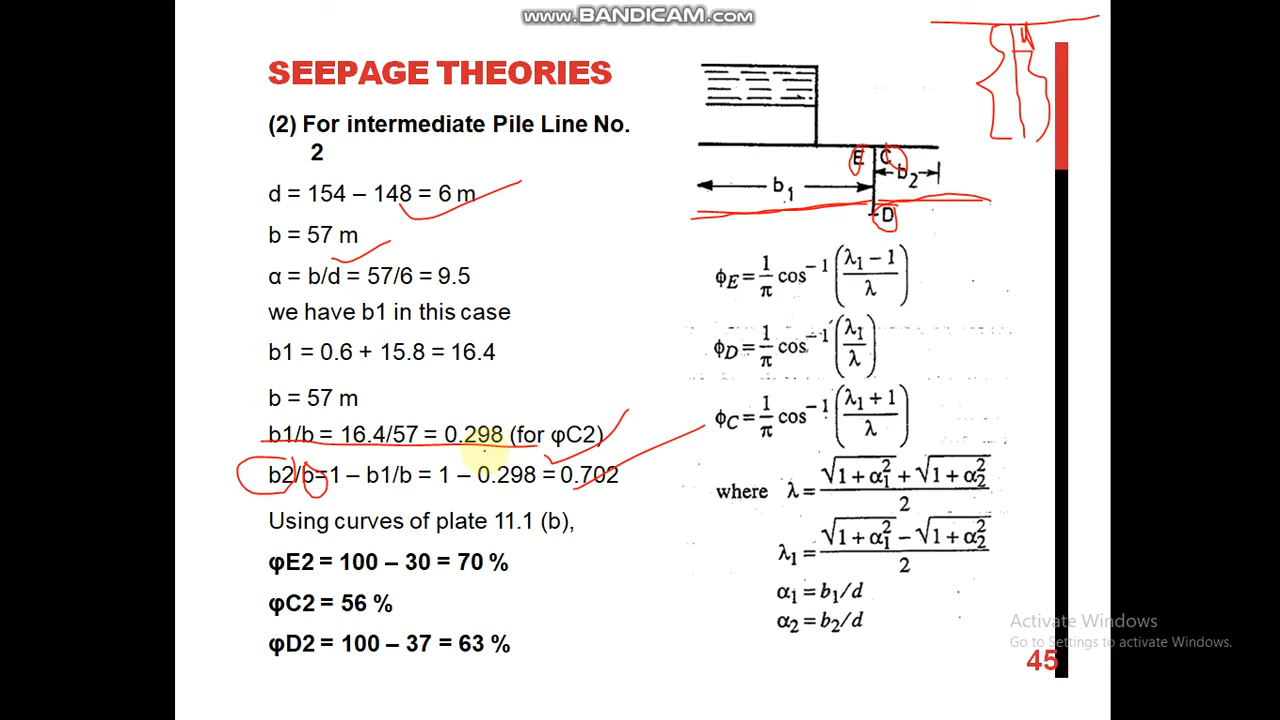 www.BANDICAM.com
SEEPAGE THEORIES
(2) For intermediate Pile Line No.
2
d = 154 – 148 = 6 m
b = 57 m
α = b/d = 57/6 = 9.5
we have b1 in this case
b1 = 0.6 + 15.8 = 16.4
b = 57 m
b1/b = 16.4/57 = 0.298 (for φC2)
b2/b=1 – b1/b = 1 – 0.298 = 0.702
Using curves of plate 11.1 (b),
φE2 = 100 – 30 = 70 %
φC2 = 56 %
φD2 = 100 – 37 = 63 %
E C
b2
b1
D
ϕE = 1/π cos⁻¹ ((λ1 − 1)/λ)
ϕD = 1/π cos⁻¹ (λ1/λ)
ϕC = 1/π cos⁻¹ ((λ1 + 1)/λ)
where λ = (√(1 + α1²) + √(1 + α2²))/2
λ1 = (√(1 + α1²) − √(1 + α2²))/2
α1 = b1/d
α2 = b2/d
Activate Windows
Go to Settings to activate Windows.
45